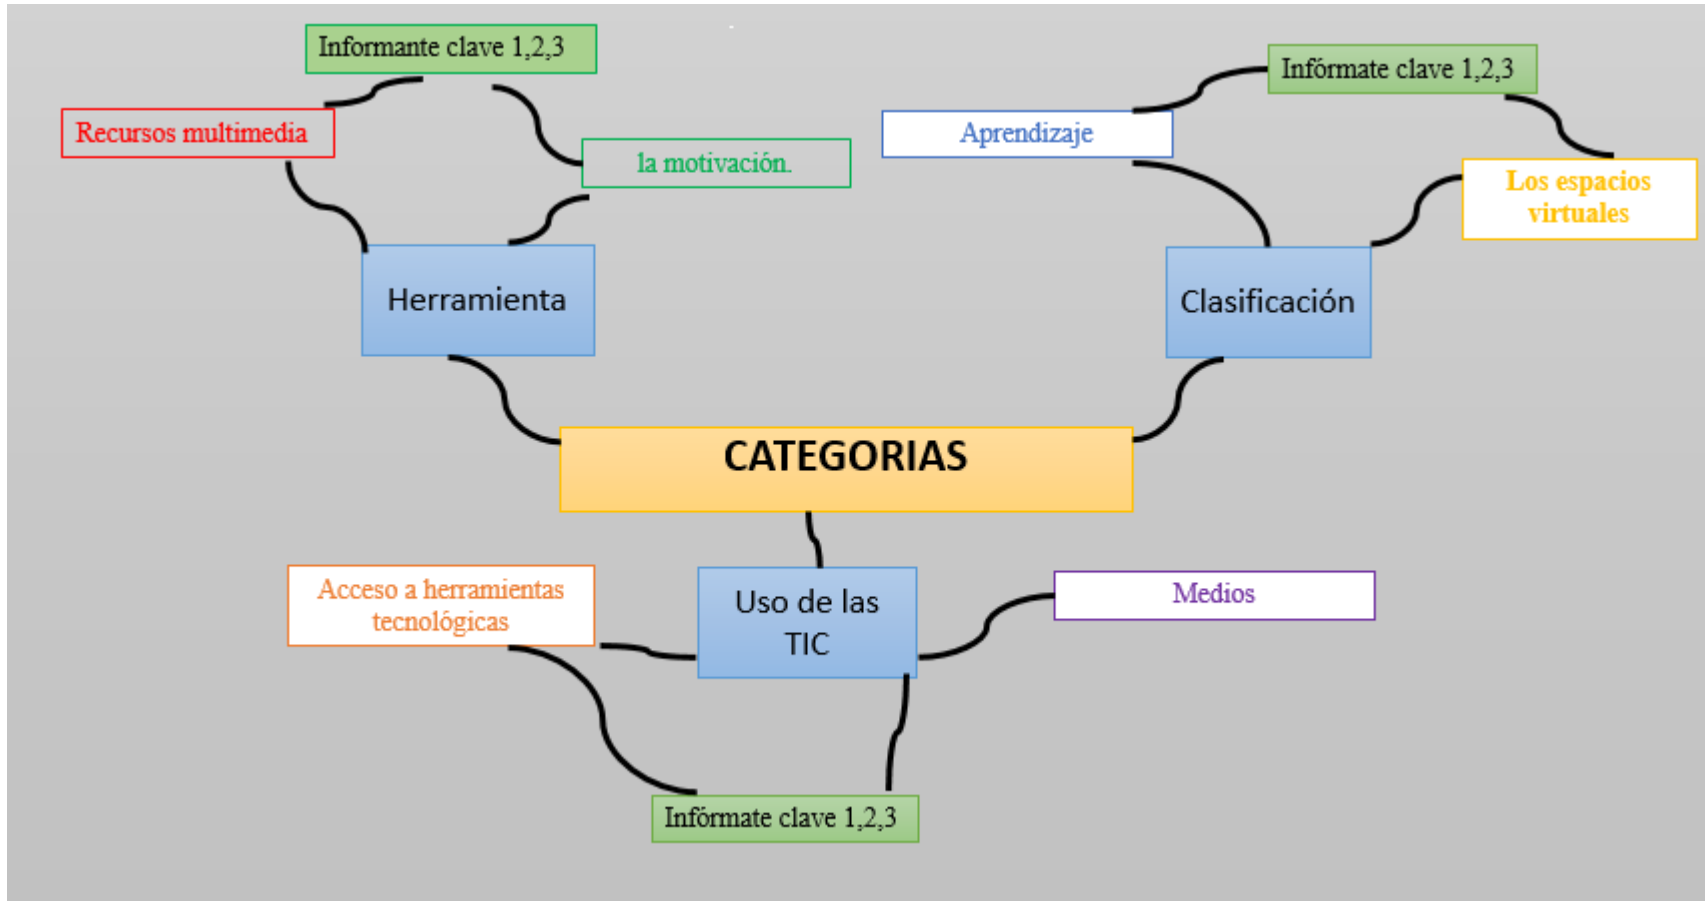 Informante clave 1,2,3
Infórmate clave 1,2,3
Recursos multimedia
Aprendizaje
la motivación.
Los espacios
virtuales
Herramienta
Clasificación
CATEGORIAS
Acceso a herramientas
tecnológicas
Uso de las
TIC
Medios
Infórmate clave 1,2,3